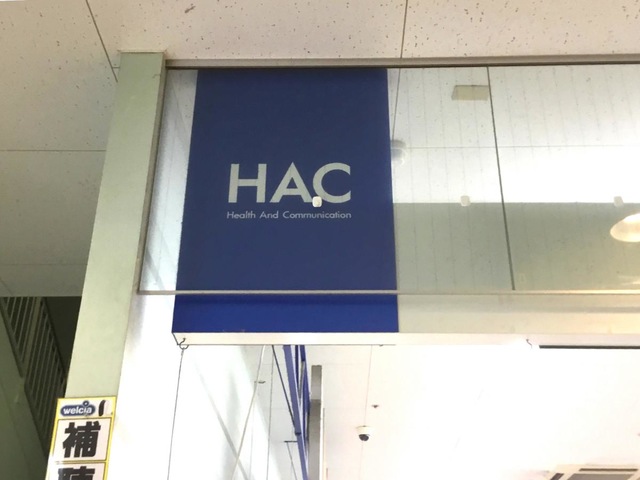 HAC
Health And Communication
welcia
補